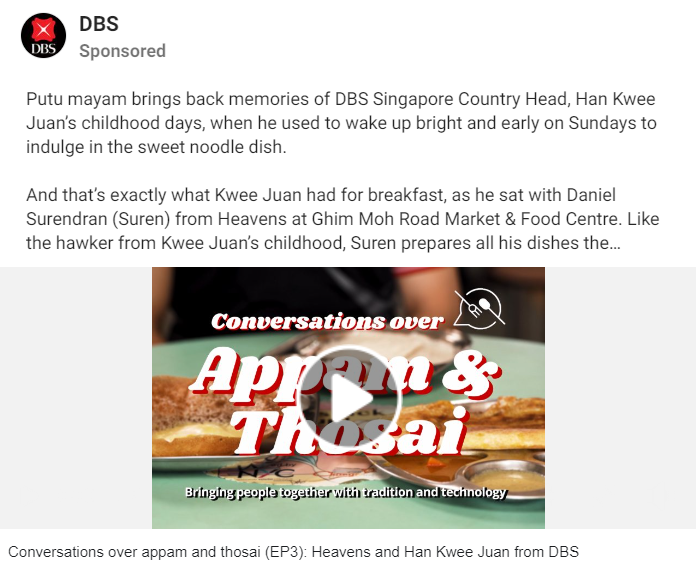 DBS
DBS
Sponsored
Putu mayam brings back memories of DBS Singapore Country Head, Han Kwee
Juan’s childhood days, when he used to wake up bright and early on Sundays to
indulge in the sweet noodle dish.
And that’s exactly what Kwee Juan had for breakfast, as he sat with Daniel
Surendran (Suren) from Heavens at Ghim Moh Road Market & Food Centre. Like
the hawker from Kwee Juan’s childhood, Suren prepares all his dishes the…
Conversations over
Appam &
Thosai
Bringing people together with tradition and technology
Conversations over appam and thosai (EP3): Heavens and Han Kwee Juan from DBS